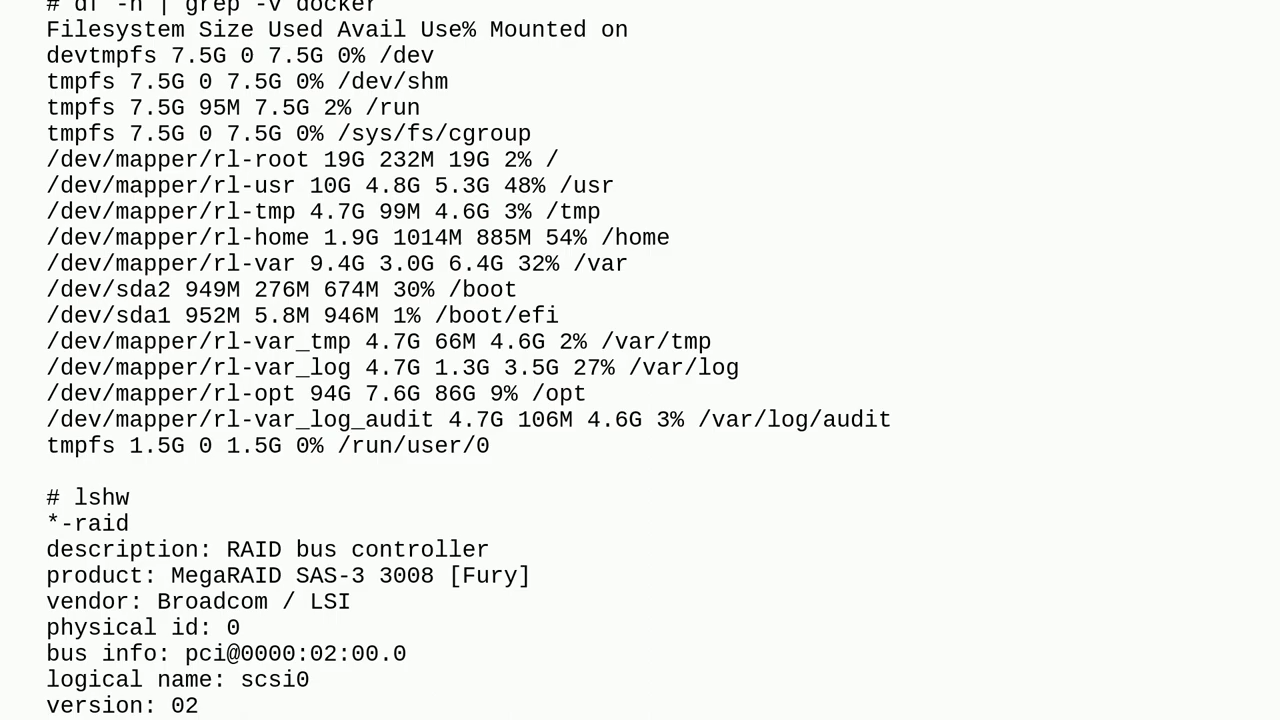 # df -h | grep -v docker
Filesystem Size Used Avail Use% Mounted on
devtmpfs 7.5G 0 7.5G 0% /dev
tmpfs 7.5G 0 7.5G 0% /dev/shm
tmpfs 7.5G 95M 7.5G 2% /run
tmpfs 7.5G 0 7.5G 0% /sys/fs/cgroup
/dev/mapper/rl-root 19G 232M 19G 2% /
/dev/mapper/rl-usr 10G 4.8G 5.3G 48% /usr
/dev/mapper/rl-tmp 4.7G 99M 4.6G 3% /tmp
/dev/mapper/rl-home 1.9G 1014M 885M 54% /home
/dev/mapper/rl-var 9.4G 3.0G 6.4G 32% /var
/dev/sda2 949M 276M 674M 30% /boot
/dev/sda1 952M 5.8M 946M 1% /boot/efi
/dev/mapper/rl-var_tmp 4.7G 66M 4.6G 2% /var/tmp
/dev/mapper/rl-var_log 4.7G 1.3G 3.5G 27% /var/log
/dev/mapper/rl-opt 94G 7.6G 86G 9% /opt
/dev/mapper/rl-var_log_audit 4.7G 106M 4.6G 3% /var/log/audit
tmpfs 1.5G 0 1.5G 0% /run/user/0
# lshw
*-raid
description: RAID bus controller
product: MegaRAID SAS-3 3008 [Fury]
vendor: Broadcom / LSI
physical id: 0
bus info: pci@0000:02:00.0
logical name: scsi0
version: 02